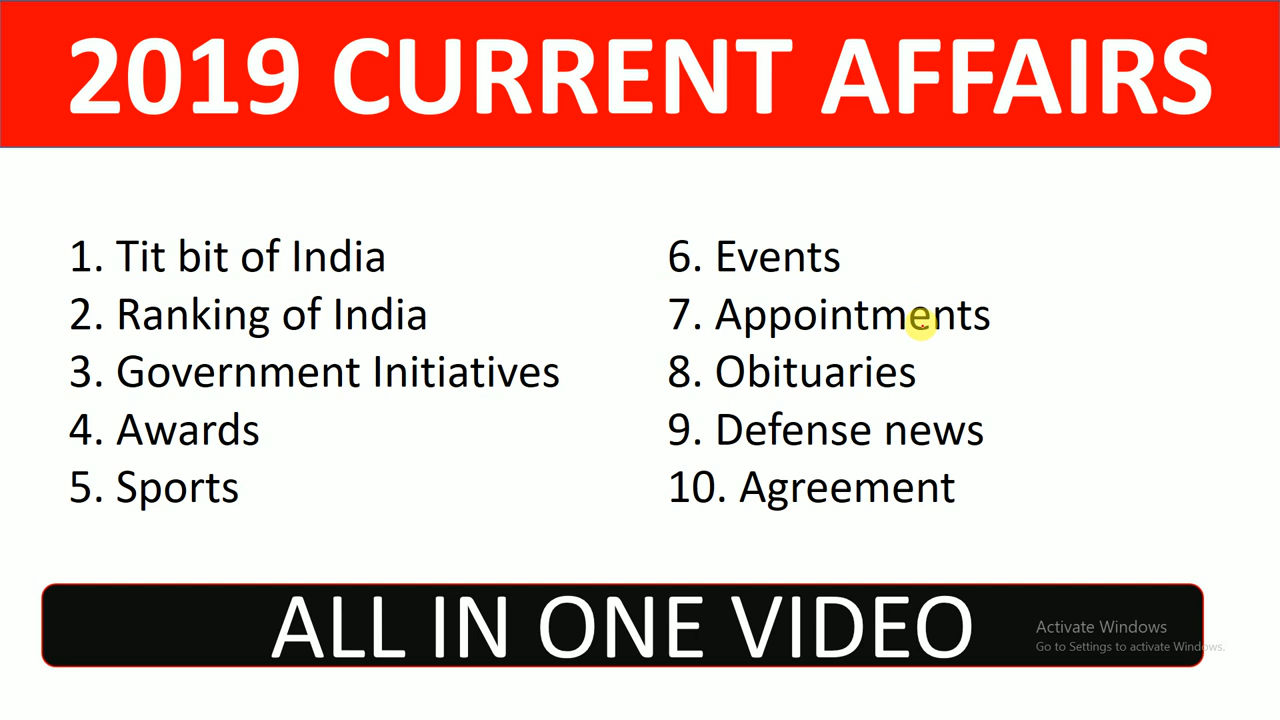 2019 CURRENT AFFAIRS
1. Tit bit of India
2. Ranking of India
3. Government Initiatives
4. Awards
5. Sports
6. Events
7. Appointments
8. Obituaries
9. Defense news
10. Agreement
ALL IN ONE VIDEO
Activate Windows
Go to Settings to activate Windows.